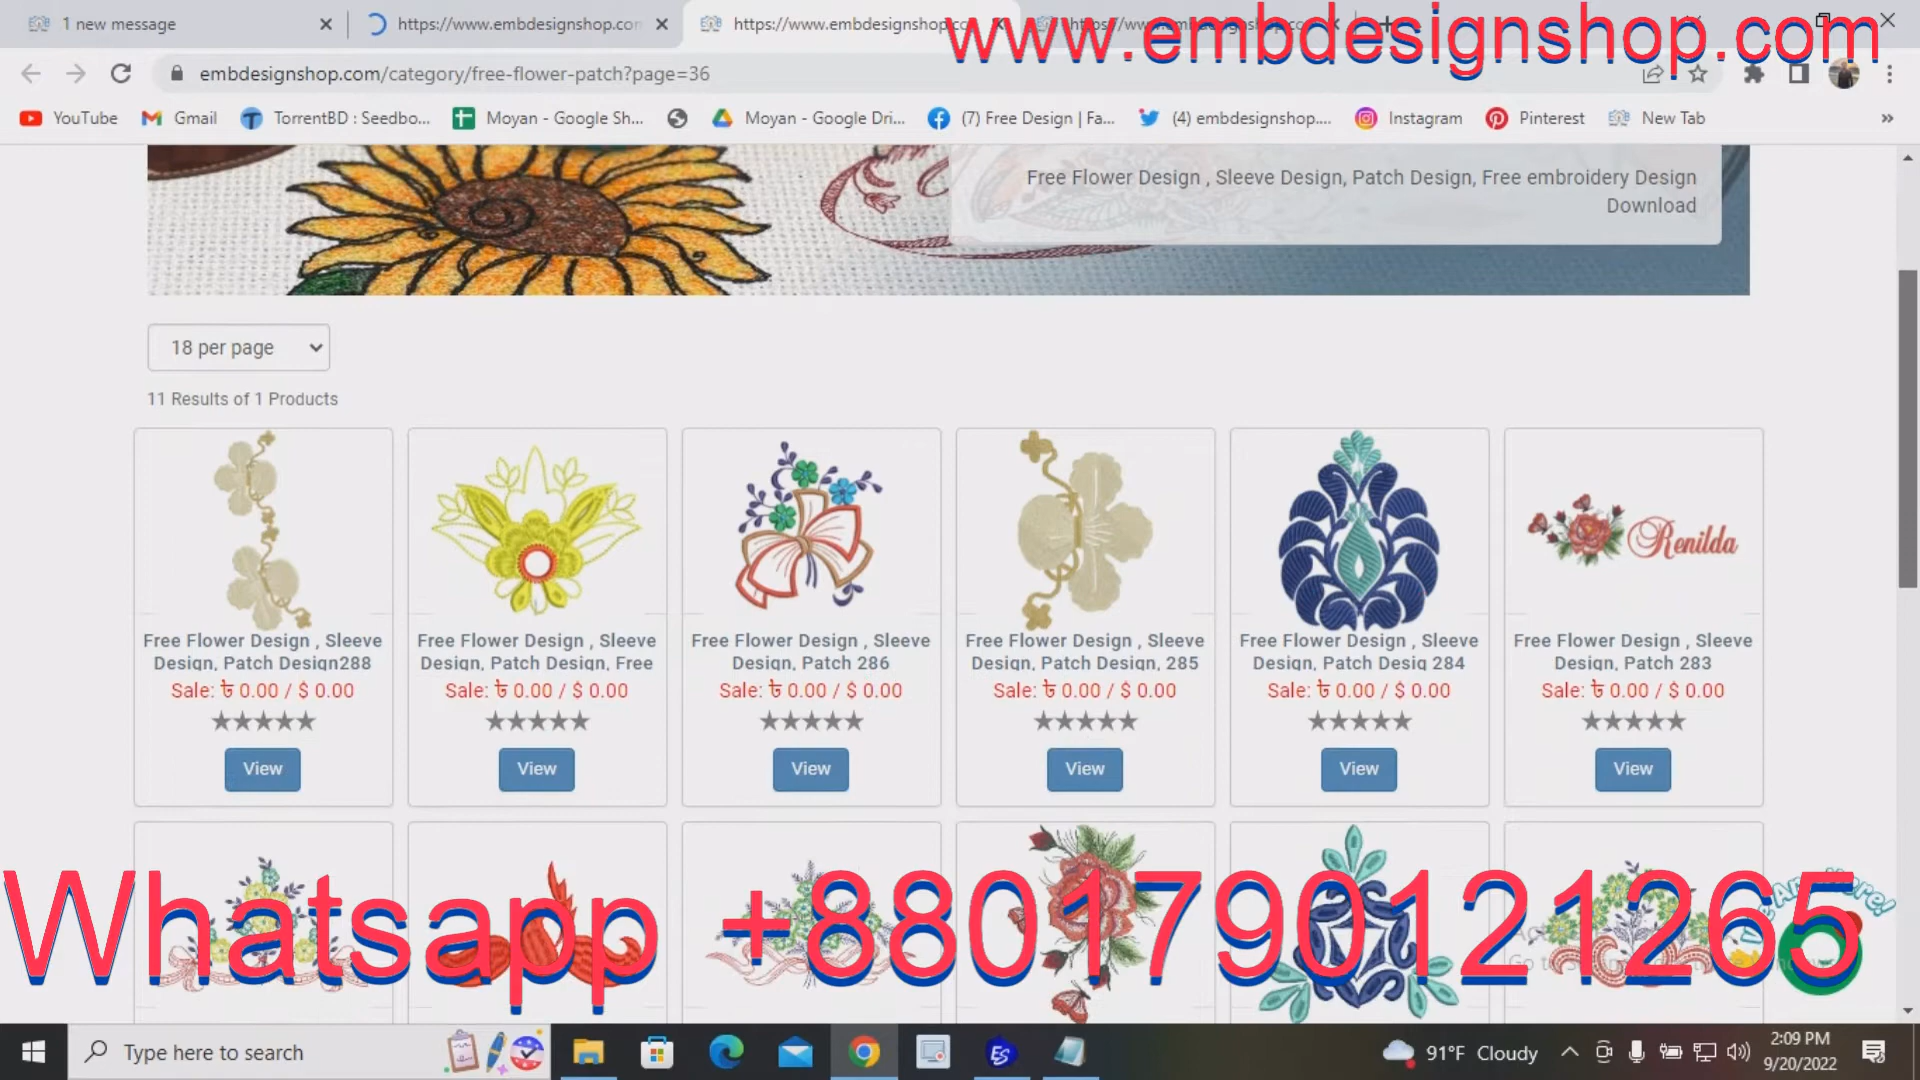 1 new message
https://www.embdesignshop.con
https://www.embdesignshop.co
www.embdesignshop.com
embdesignshop.com/category/free-flower-patch?page=36
YouTube
Gmail
TorrentBD : Seedbo...
Moyan - Google Sh...
Moyan - Google Dri...
(7) Free Design | Fa...
(4) embdesignshop....
Instagram
Pinterest
New Tab
»
Free Flower Design , Sleeve Design, Patch Design, Free embroidery Design
Download
18 per page
11 Results of 1 Products
Renilda
Free Flower Design , Sleeve
Design, Patch Design288
Sale: ৳ 0.00 / $ 0.00
View
Free Flower Design , Sleeve
Design, Patch Design, Free
Sale: ৳ 0.00 / $ 0.00
View
Free Flower Design , Sleeve
Design, Patch 286
Sale: ৳ 0.00 / $ 0.00
View
Free Flower Design , Sleeve
Design, Patch Design, 285
Sale: ৳ 0.00 / $ 0.00
View
Free Flower Design , Sleeve
Design, Patch Desig 284
Sale: ৳ 0.00 / $ 0.00
View
Free Flower Design , Sleeve
Design, Patch 283
Sale: ৳ 0.00 / $ 0.00
View
Whatsapp +8801790121265
Type here to search
ES
91°F Cloudy
2:09 PM
9/20/2022